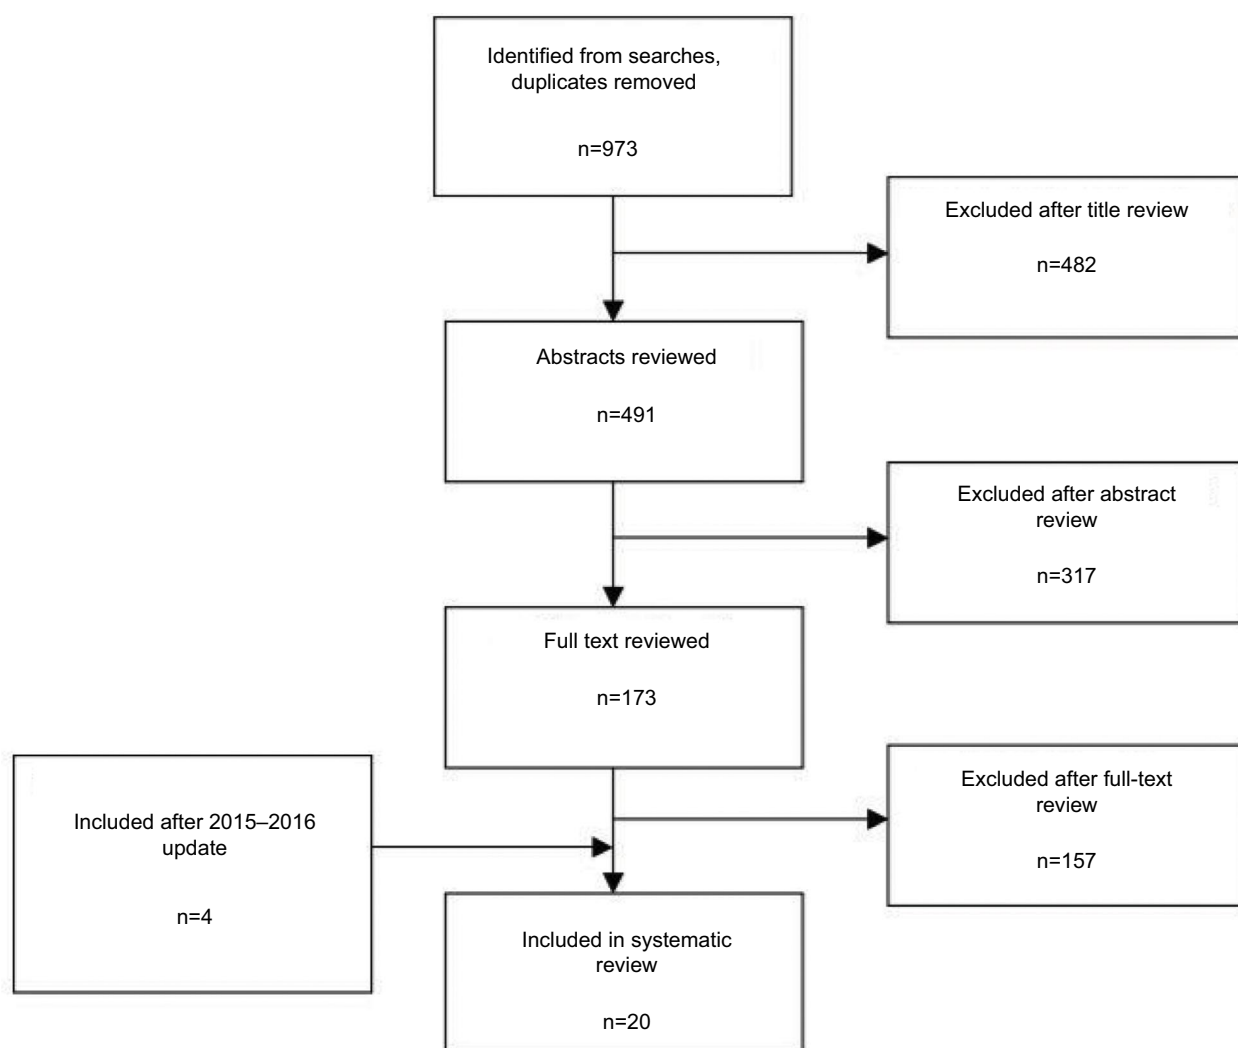 Identified from searches,
duplicates removed
n=973
Excluded after title review
n=482
Abstracts reviewed
n=491
Excluded after abstract
review
n=317
Full text reviewed
n=173
Excluded after full-text
review
n=157
Included after 2015–2016
update
n=4
Included in systematic
review
n=20